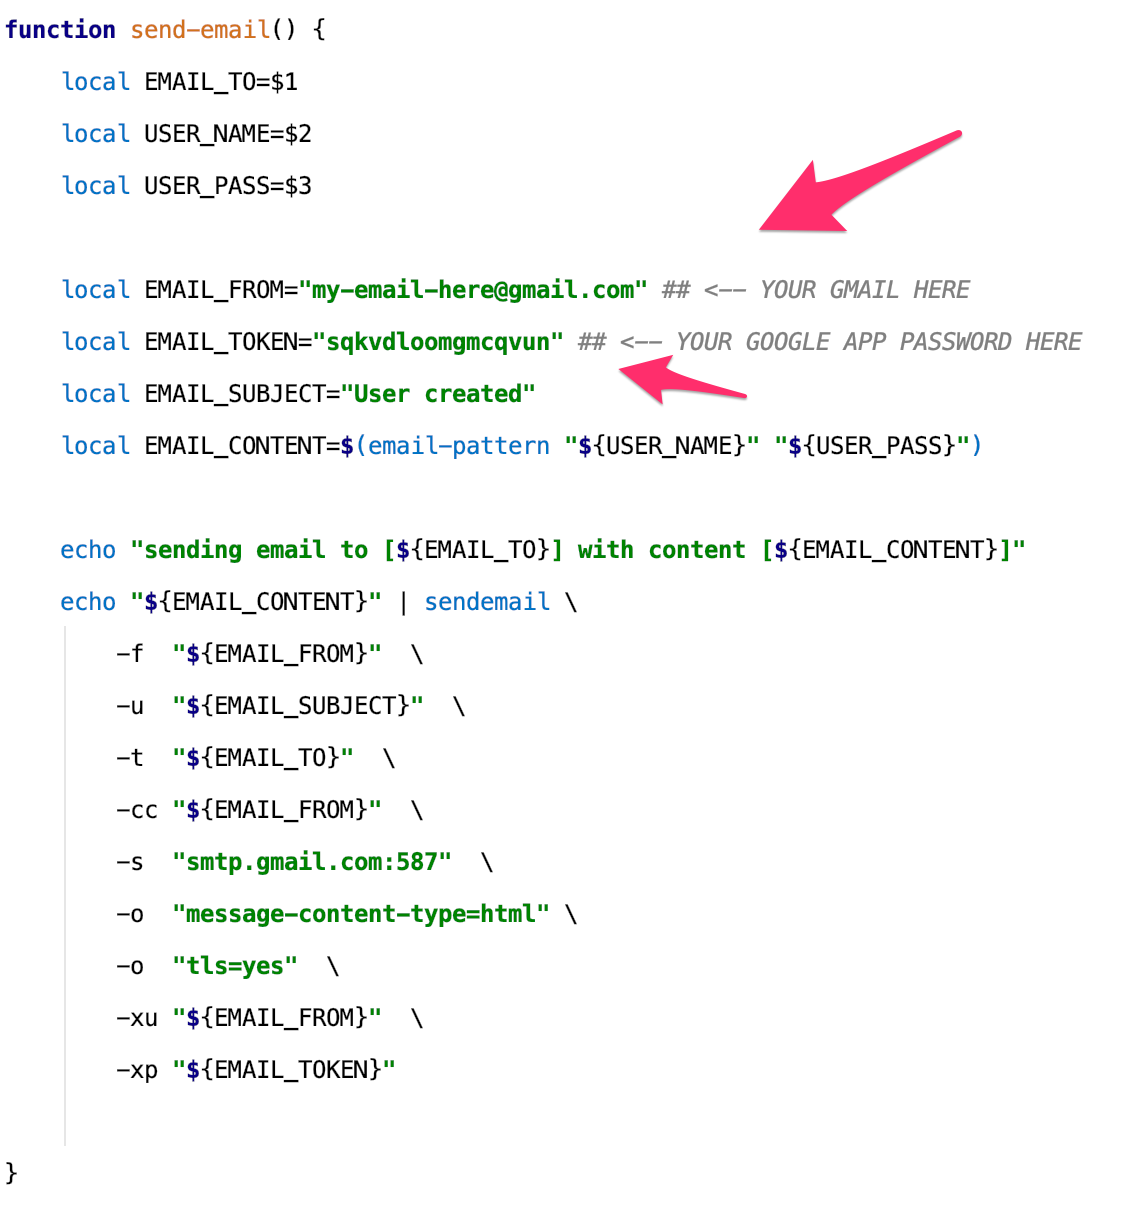 function send-email() {
local EMAIL_TO=$1
local USER_NAME=$2
local USER_PASS=$3
local EMAIL_FROM="my-email-here@gmail.com" ## <-- YOUR GMAIL HERE
local EMAIL_TOKEN="sqkvdloomgmcqvun" ## <-- YOUR GOOGLE APP PASSWORD HERE
local EMAIL_SUBJECT="User created"
local EMAIL_CONTENT=$(email-pattern "${USER_NAME}" "${USER_PASS}")
echo "sending email to [${EMAIL_TO}] with content [${EMAIL_CONTENT}]"
echo "${EMAIL_CONTENT}" | sendemail \
-f "${EMAIL_FROM}" \
-u "${EMAIL_SUBJECT}" \
-t "${EMAIL_TO}" \
-cc "${EMAIL_FROM}" \
-s "smtp.gmail.com:587" \
-o "message-content-type=html" \
-o "tls=yes" \
-xu "${EMAIL_FROM}" \
-xp "${EMAIL_TOKEN}"
}